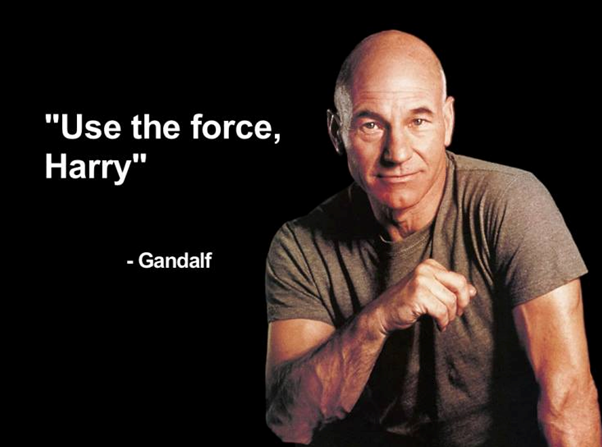 "Use the force,
Harry"
- Gandalf